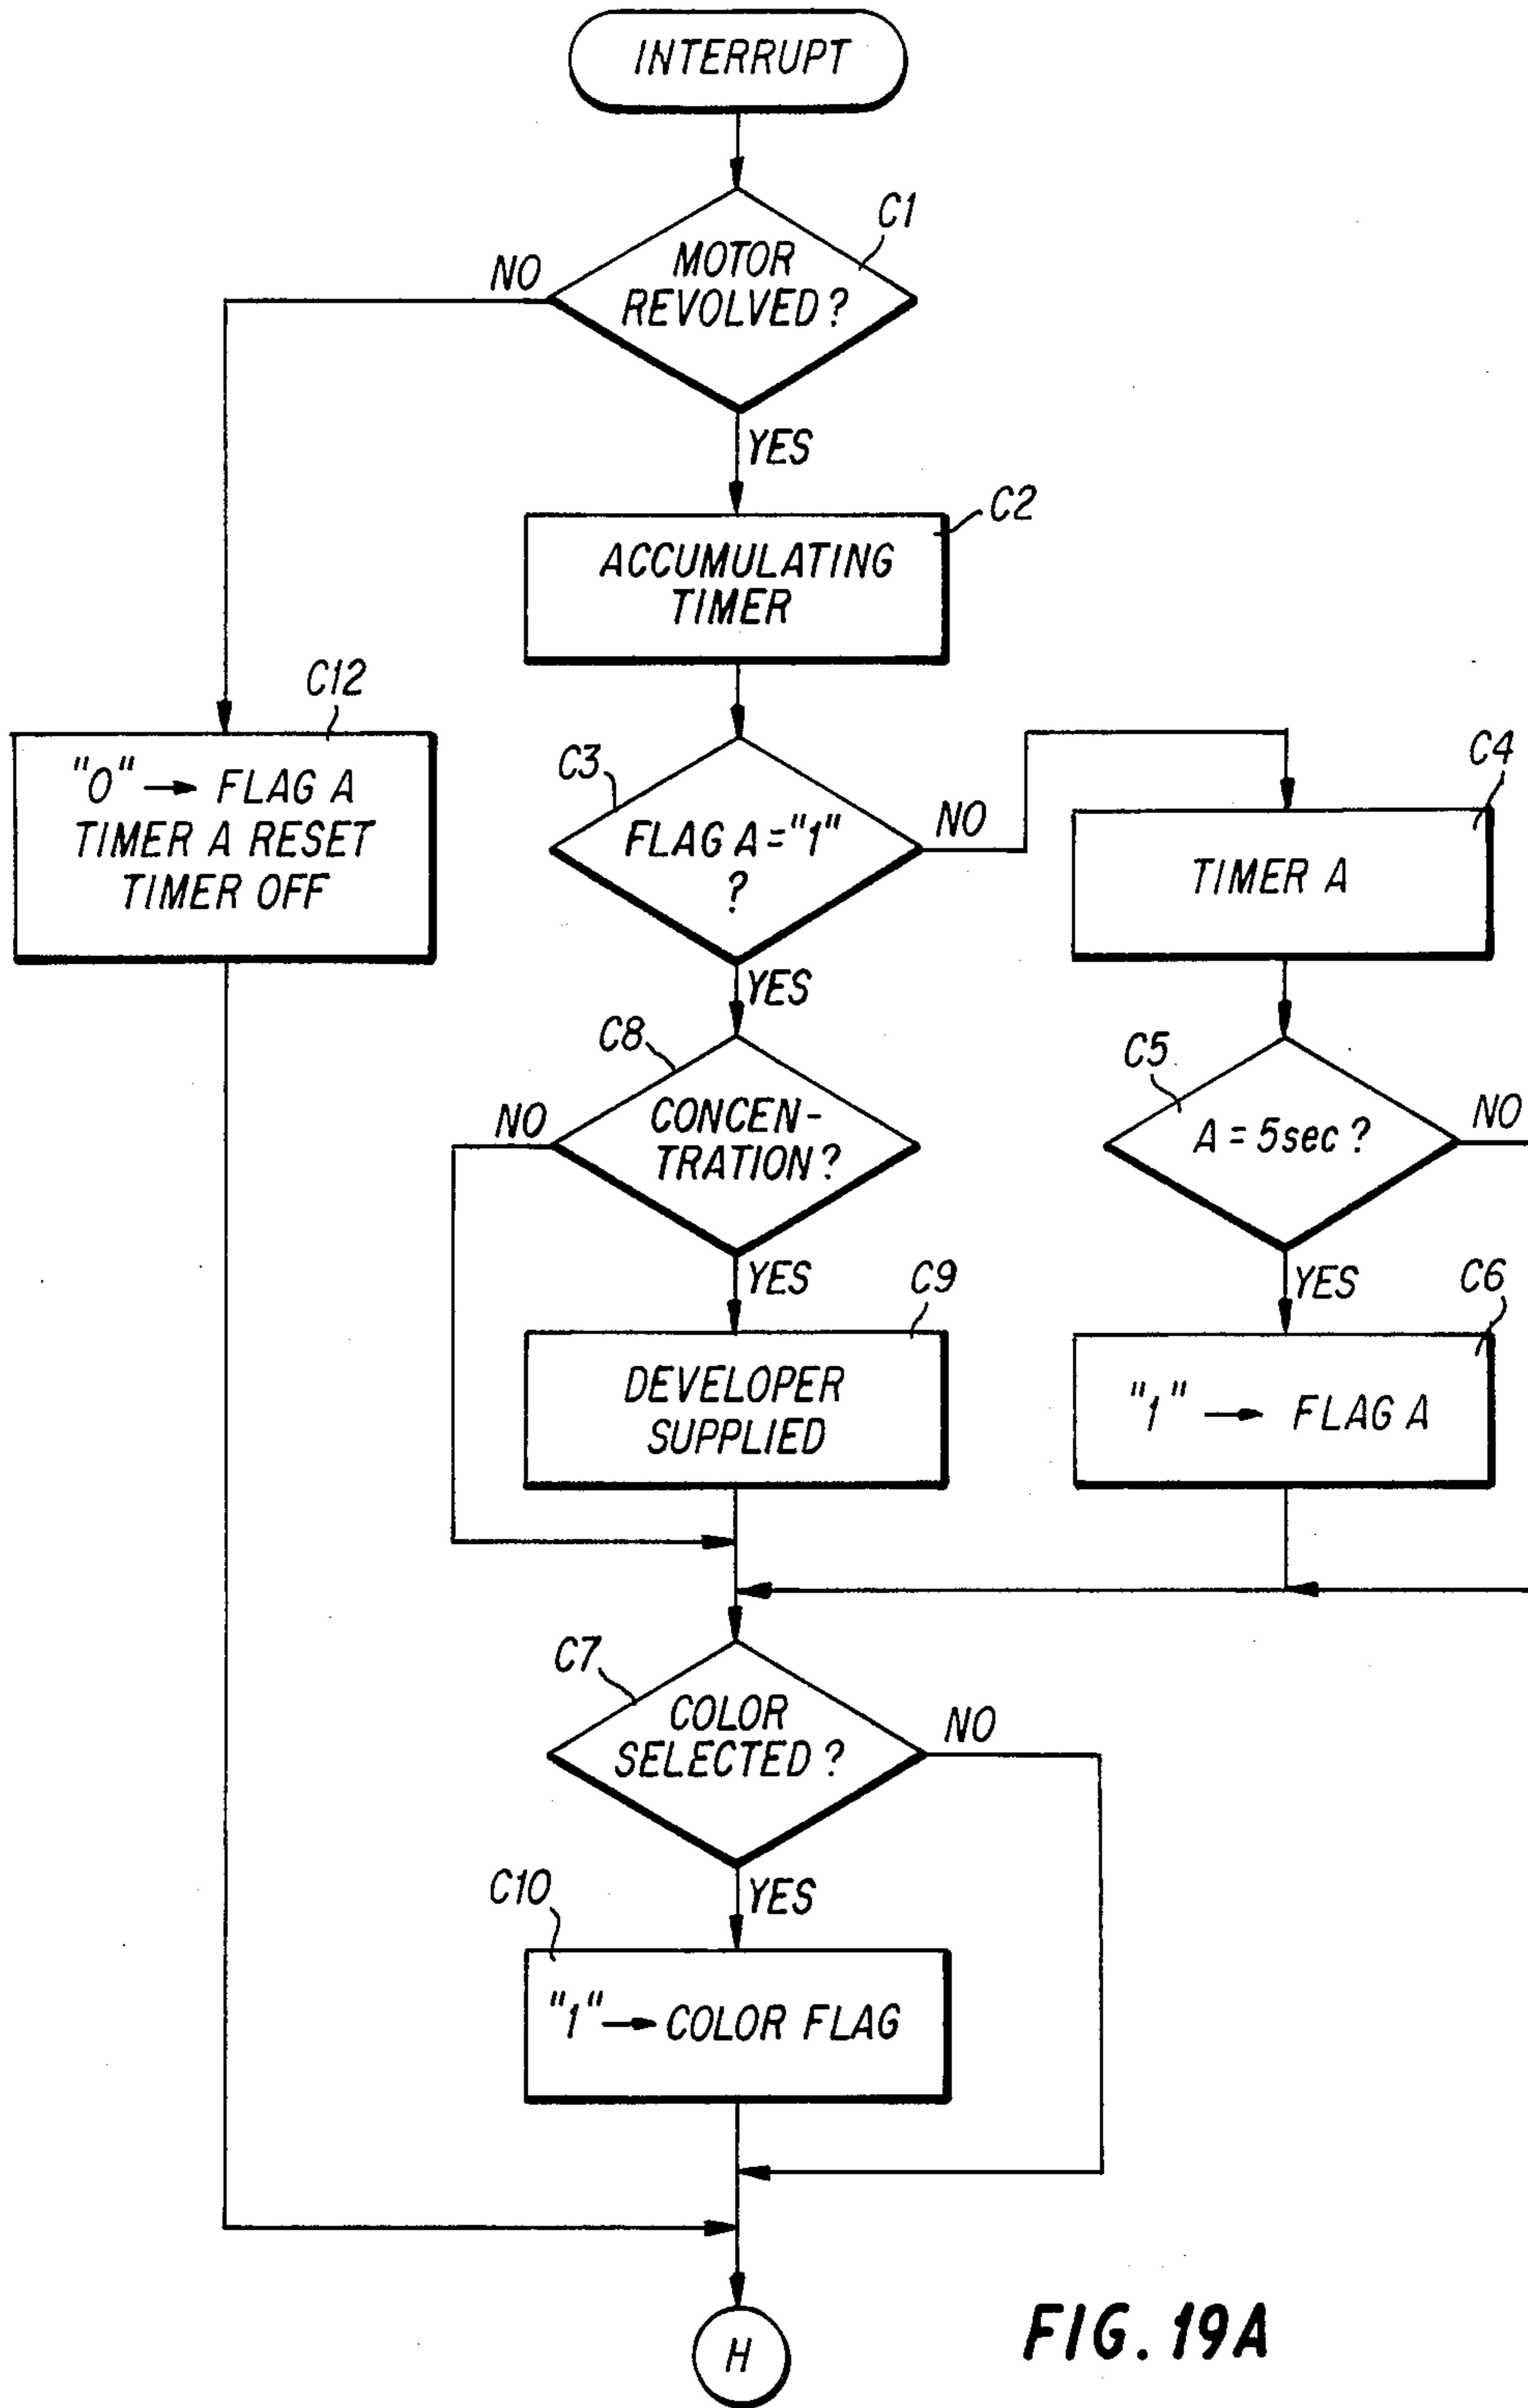 INTERRUPT
C1
MOTOR
REVOLVED?
NO
YES
C2
ACCUMULATING
TIMER
C12
"0" → FLAG A
TIMER A RESET
TIMER OFF
C3
FLAG A = "1"
?
NO
YES
C4
TIMER A
C5
A = 5sec?
NO
YES
C6
"1" → FLAG A
C8
CONCEN-
TRATION?
NO
YES
C9
DEVELOPER
SUPPLIED
C7
COLOR
SELECTED?
NO
YES
C10
"1" → COLOR FLAG
H
FIG. 19A